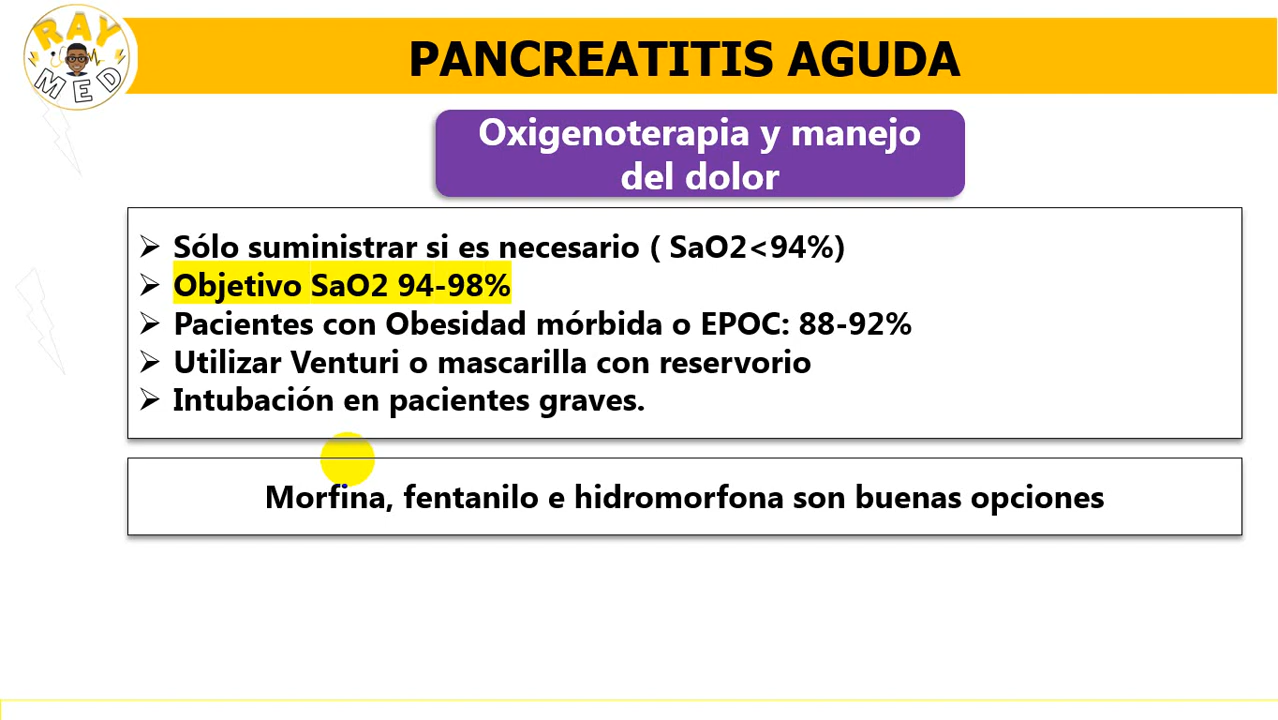 RAY
MED
PANCREATITIS AGUDA
Oxigenoterapia y manejo
del dolor
Sólo suministrar si es necesario ( SaO2<94%)
Objetivo SaO2 94-98%
Pacientes con Obesidad mórbida o EPOC: 88-92%
Utilizar Venturi o mascarilla con reservorio
Intubación en pacientes graves.
Morfina, fentanilo e hidromorfona son buenas opciones